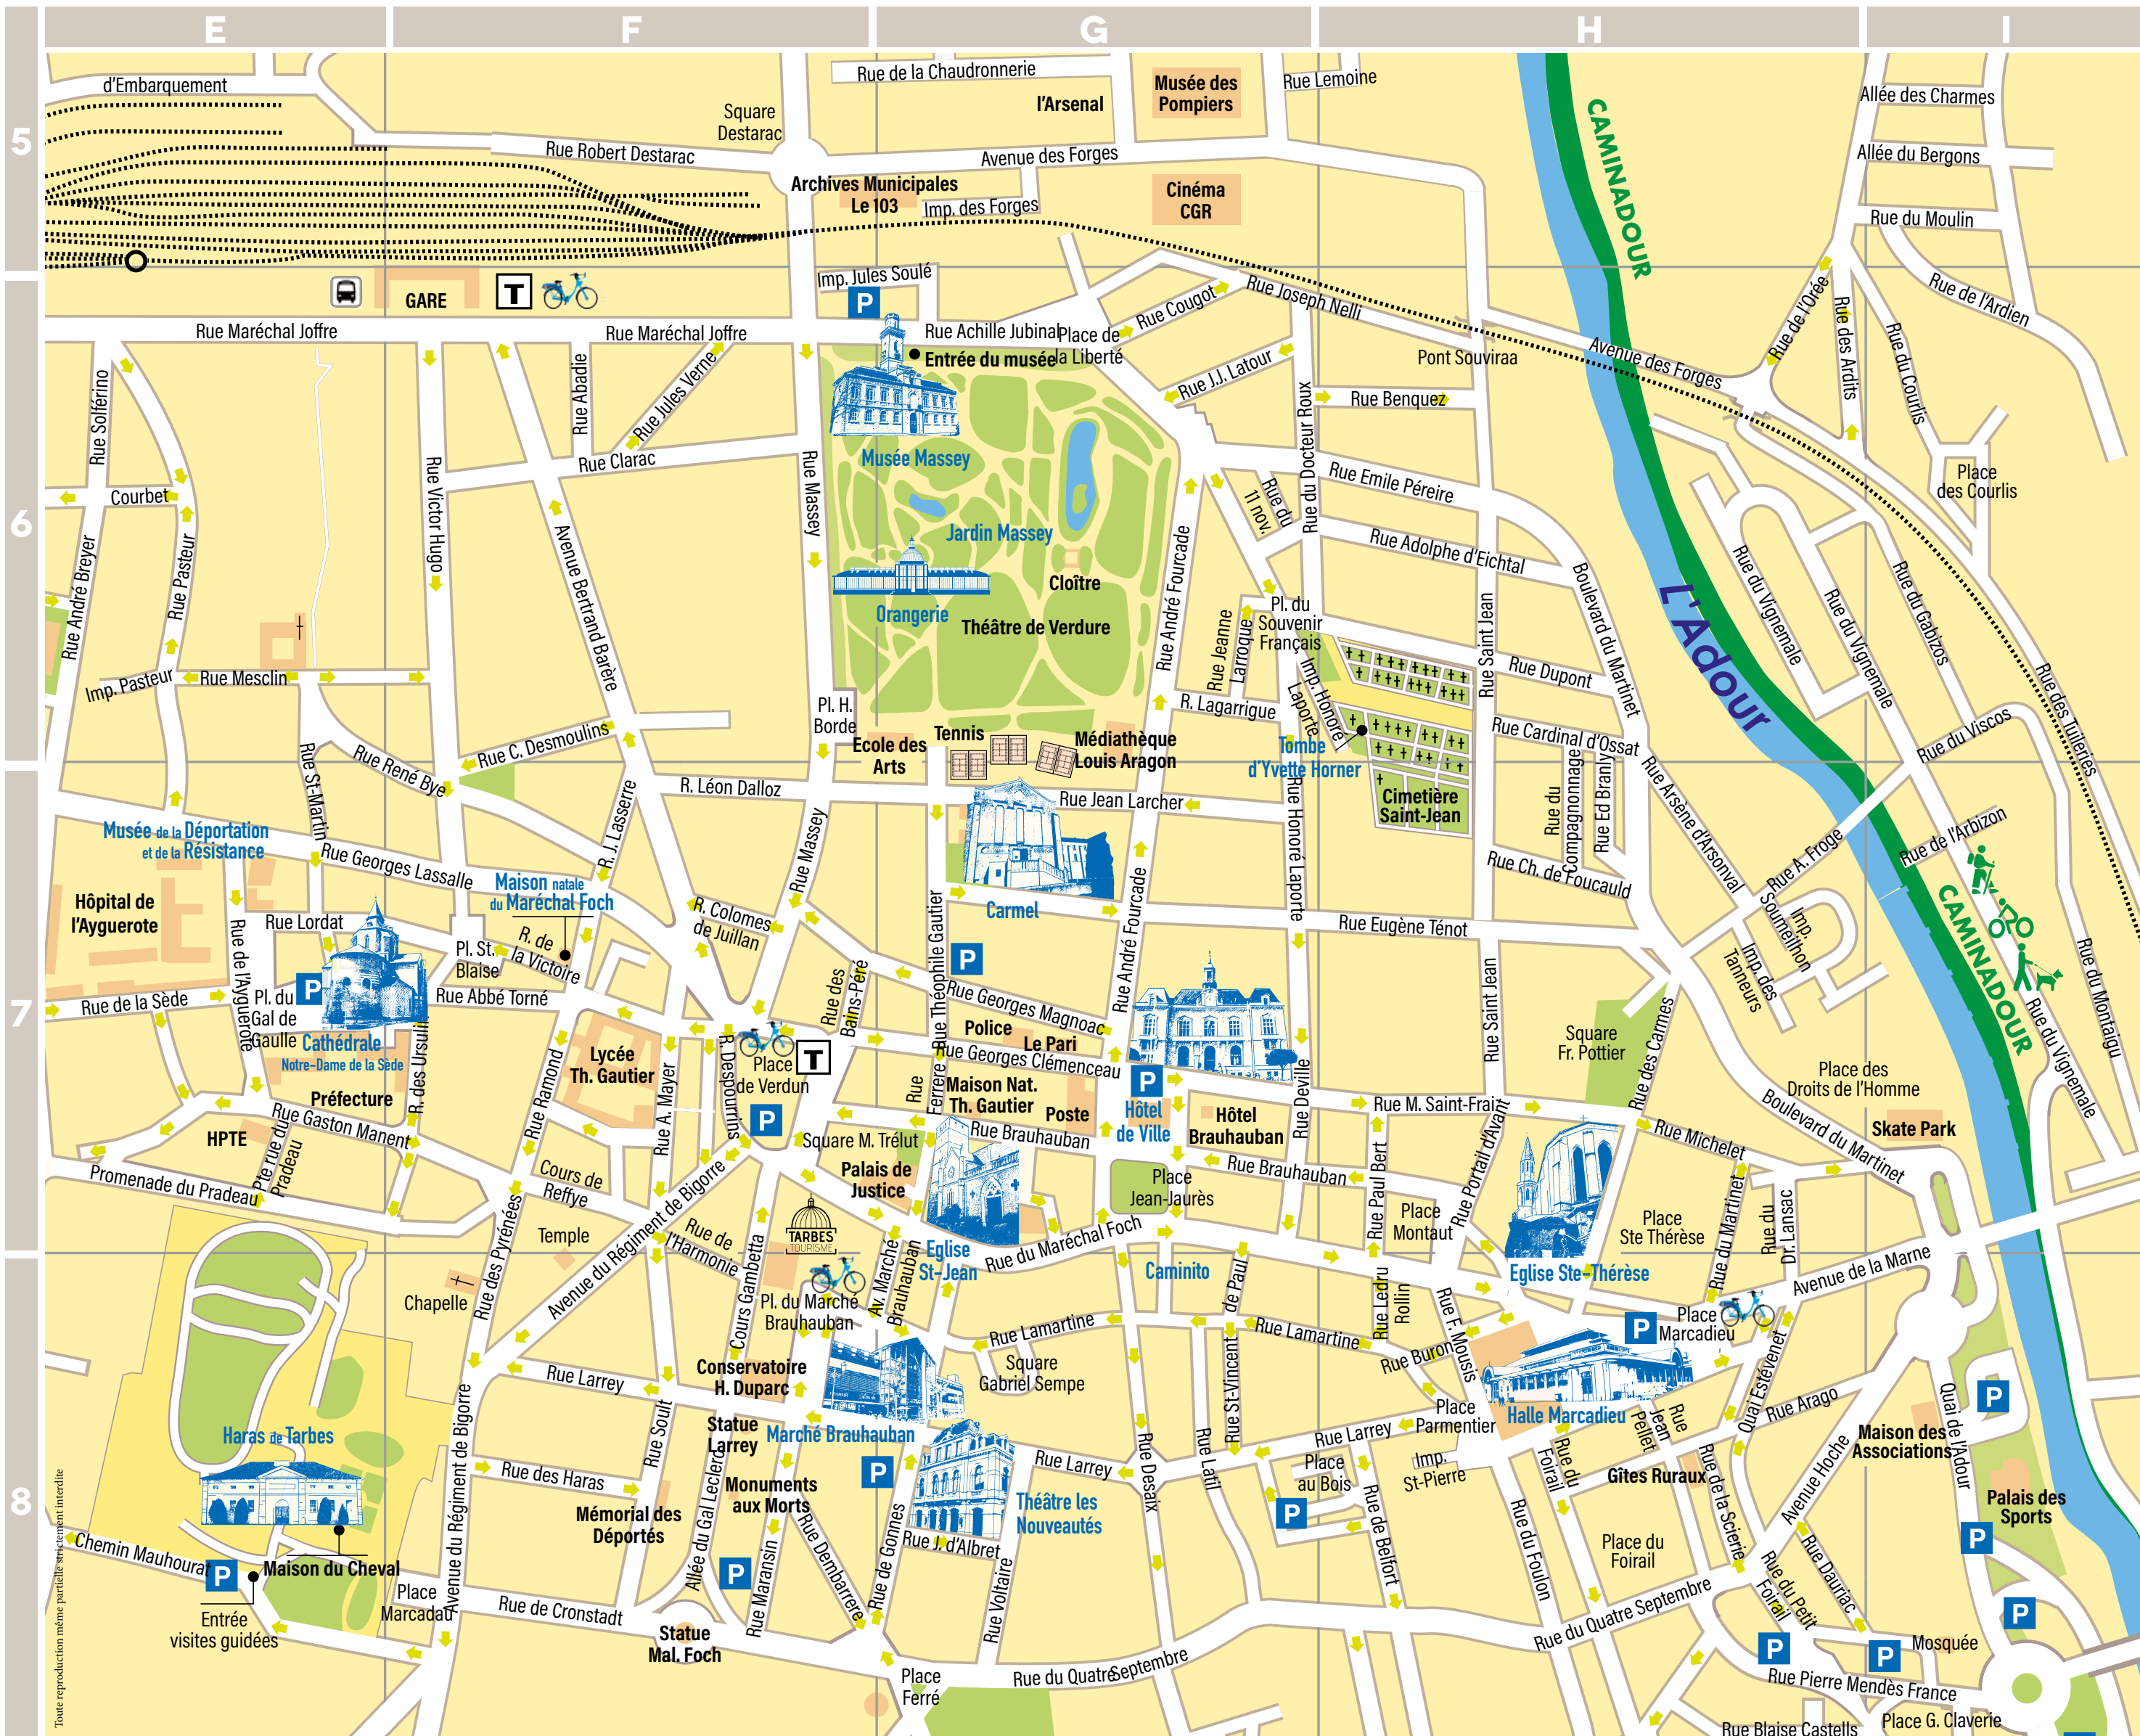 E
F
G
H
I
5
6
7
8
d'Embarquement
Rue de la Chaudronnerie
l'Arsenal
Musée des
Pompiers
Rue Lemoine
Square
Destarac
Rue Robert Destarac
Avenue des Forges
Archives Municipales
Le 103
Imp. des Forges
Cinéma
CGR
CAMINADOUR
Allée des Charmes
Allée du Bergons
Rue du Moulin
Rue de l'Ardien
GARE
T
Imp. Jules Soulé
P
Rue Maréchal Joffre
Rue Maréchal Joffre
Rue Achille Jubinal
Place de
la Liberté
Entrée du musée
Rue Cougot
Rue Joseph Nelli
Rue J.J. Latour
Pont Souviraa
Avenue des Forges
Rue de l'Orée
Rue des Ardits
Rue du Courlis
Rue Benquez
Rue Solférino
Rue Abadie
Rue Jules Verne
Rue Clarac
Rue Victor Hugo
Rue Massey
Musée Massey
Jardin Massey
Orangerie
Cloître
Théâtre de Verdure
Rue du Docteur Roux
Rue Emile Péreire
Rue du
11 nov.
Rue Adolphe d'Eichtal
Place
des Courlis
Courbet
Rue André Breyer
Rue Pasteur
Avenue Bertrand Barère
Rue André Fourcade
Rue Jeanne
Larroque
Pl. du
Souvenir
Français
Imp. Honoré
Laporte
Rue Saint Jean
Boulevard du Martinet
Rue Dupont
L'Adour
Rue du Vignemale
Rue du Vignemale
Rue du Gabizos
Rue des Tuileries
Rue du Viscos
Imp. Pasteur
Rue Mesclin
Pl. H.
Borde
R. Lagarrigue
Rue C. Desmoulins
Rue René Bye
Rue St-Martin
Ecole des
Arts
Tennis
Médiathèque
Louis Aragon
Tombe
d'Yvette Horner
Cimetière
Saint-Jean
Rue Cardinal d'Ossat
Rue du
Compagnonnage
Rue Ed Branly
Rue Arsène d'Arsonval
Rue Ch. de Foucauld
Rue A. Froge
Rue de l'Arbizon
R. Léon Dalloz
Rue Jean Larcher
Rue Massey
R. J. Lasserre
Rue Honoré Laporte
Musée de la Déportation
et de la Résistance
Rue Georges Lassalle
Hôpital de
l'Ayguerote
Maison natale
du Maréchal Foch
Rue Lordat
Pl. St.
Blaise
R. de
la Victoire
R. Colomes
de Juillan
Carmel
Rue Théophile Gautier
Rue André Fourcade
Rue Eugène Ténot
Imp.
Soumeilhon
Imp. des
Tanneurs
CAMINADOUR
Rue du Montaigu
Rue du Vignemale
Rue de la Sède
Rue de l'Ayguerote
Pl. du
Gal de
Gaulle
P
Cathédrale
Notre-Dame de la Sède
Rue Abbé Torné
R. des Ursulines
Rue des
Bains-Péré
P
Rue Georges Magnoac
Police
Le Pari
Rue Georges Clémenceau
Rue Saint Jean
Square
Fr. Pottier
Rue des Carmes
Place des
Droits de l'Homme
Boulevard du Martinet
Skate Park
Préfecture
Rue Gaston Manent
HPTE
Pte rue du
Pradeau
Promenade du Pradeau
Rue Ramond
Lycée
Th. Gautier
Rue A. Mayer
R. Despourrins
Place
de Verdun
T
P
Rue
Ferrere
Maison Nat.
Th. Gautier
Poste
P
Hôtel
de Ville
Hôtel
Brauhauban
Rue Deville
Rue M. Saint-Frait
Rue Michelet
Square M. Trélut
Rue Brauhauban
Rue Brauhauban
Palais de
Justice
Place
Jean-Jaurès
Rue Paul Bert
Rue Portail d'Avant
Place
Montaut
Place
Ste Thérèse
Rue du Martinet
Rue du
Dr. Lansac
Cours de
Reffye
Temple
Rue de
l'Harmonie
TARBES
TOURISME
Eglise
St-Jean
Rue du Maréchal Foch
Caminito
Eglise Ste-Thérèse
Avenue de la Marne
Chapelle
Rue des Pyrénées
Avenue du Régiment de Bigorre
Cours Gambetta
Pl. du Marché
Brauhauban
Av. Marché
Brauhauban
Rue Lamartine
Rue Lamartine
Square
Gabriel Sempe
Rue St-Vincent
de Paul
Rue Ledru
Rollin
Rue F. Mousis
Rue Buron
P
Place
Marcadieu
Haras de Tarbes
Rue Larrey
Conservatoire
H. Duparc
Statue
Larrey
Marché Brauhauban
Place
Parmentier
Halle Marcadieu
Rue
Jean
Pellet
Quai Estévenet
Rue Arago
Maison des
Associations
Quai de l'Adour
P
Avenue du Régiment de Bigorre
Rue Soult
Rue des Haras
Mémorial des
Déportés
Monuments
aux Morts
P
Théâtre les
Nouveautés
Rue Larrey
Rue Desaix
Rue Latil
Rue Larrey
Place
au Bois
Imp.
St-Pierre
P
Rue du
Foirail
Gîtes Ruraux
Rue de la Scierie
Avenue Hoche
Palais des
Sports
P
Chemin Mauhourat
P
Maison du Cheval
Entrée
visites guidées
Place
Marcadau
Rue de Cronstadt
Allée du Gal Leclerc
P
Rue Maransin
Rue Dembarrere
Rue de Gonnes
Rue J. d'Albret
Rue Voltaire
Statue
Mal. Foch
Rue de Belfort
Rue du Foulon
Place du
Foirail
Rue du Petit
Foirail
Rue Dauriac
P
P
P
Mosquée
Rue du Quatre Septembre
Rue du Quatre Septembre
Place
Ferré
Rue Pierre Mendès France
Place G. Claverie
Rue Blaise Castells
Toute reproduction même partielle strictement interdite